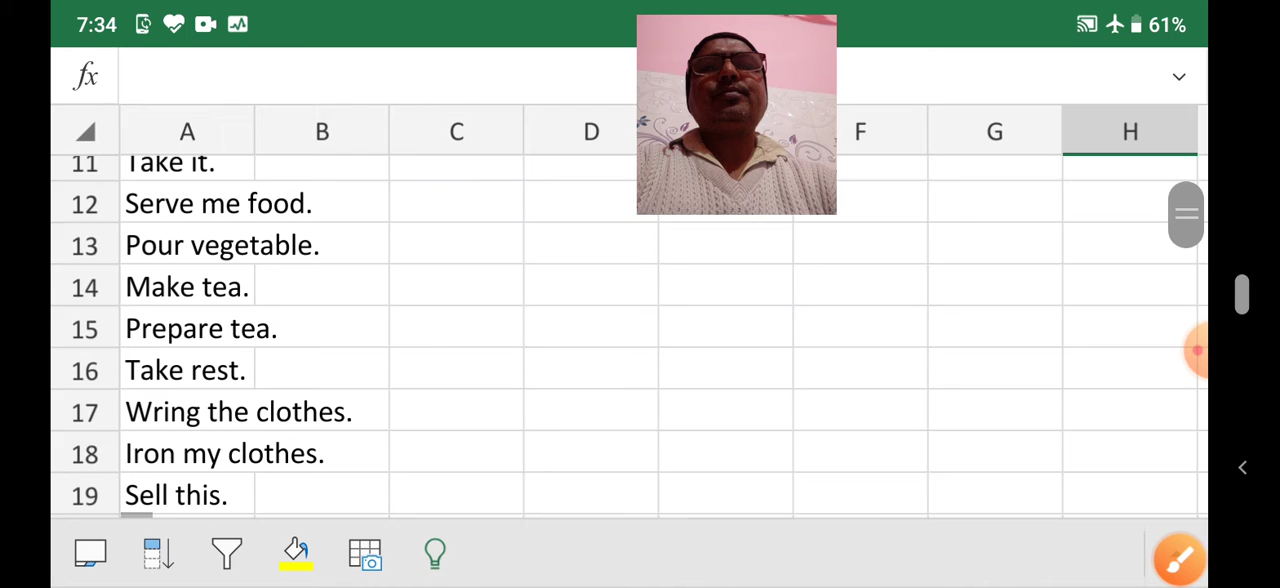 7:34 61%
fx
A B C D F G H
11 Take it.
12 Serve me food.
13 Pour vegetable.
14 Make tea.
15 Prepare tea.
16 Take rest.
17 Wring the clothes.
18 Iron my clothes.
19 Sell this.